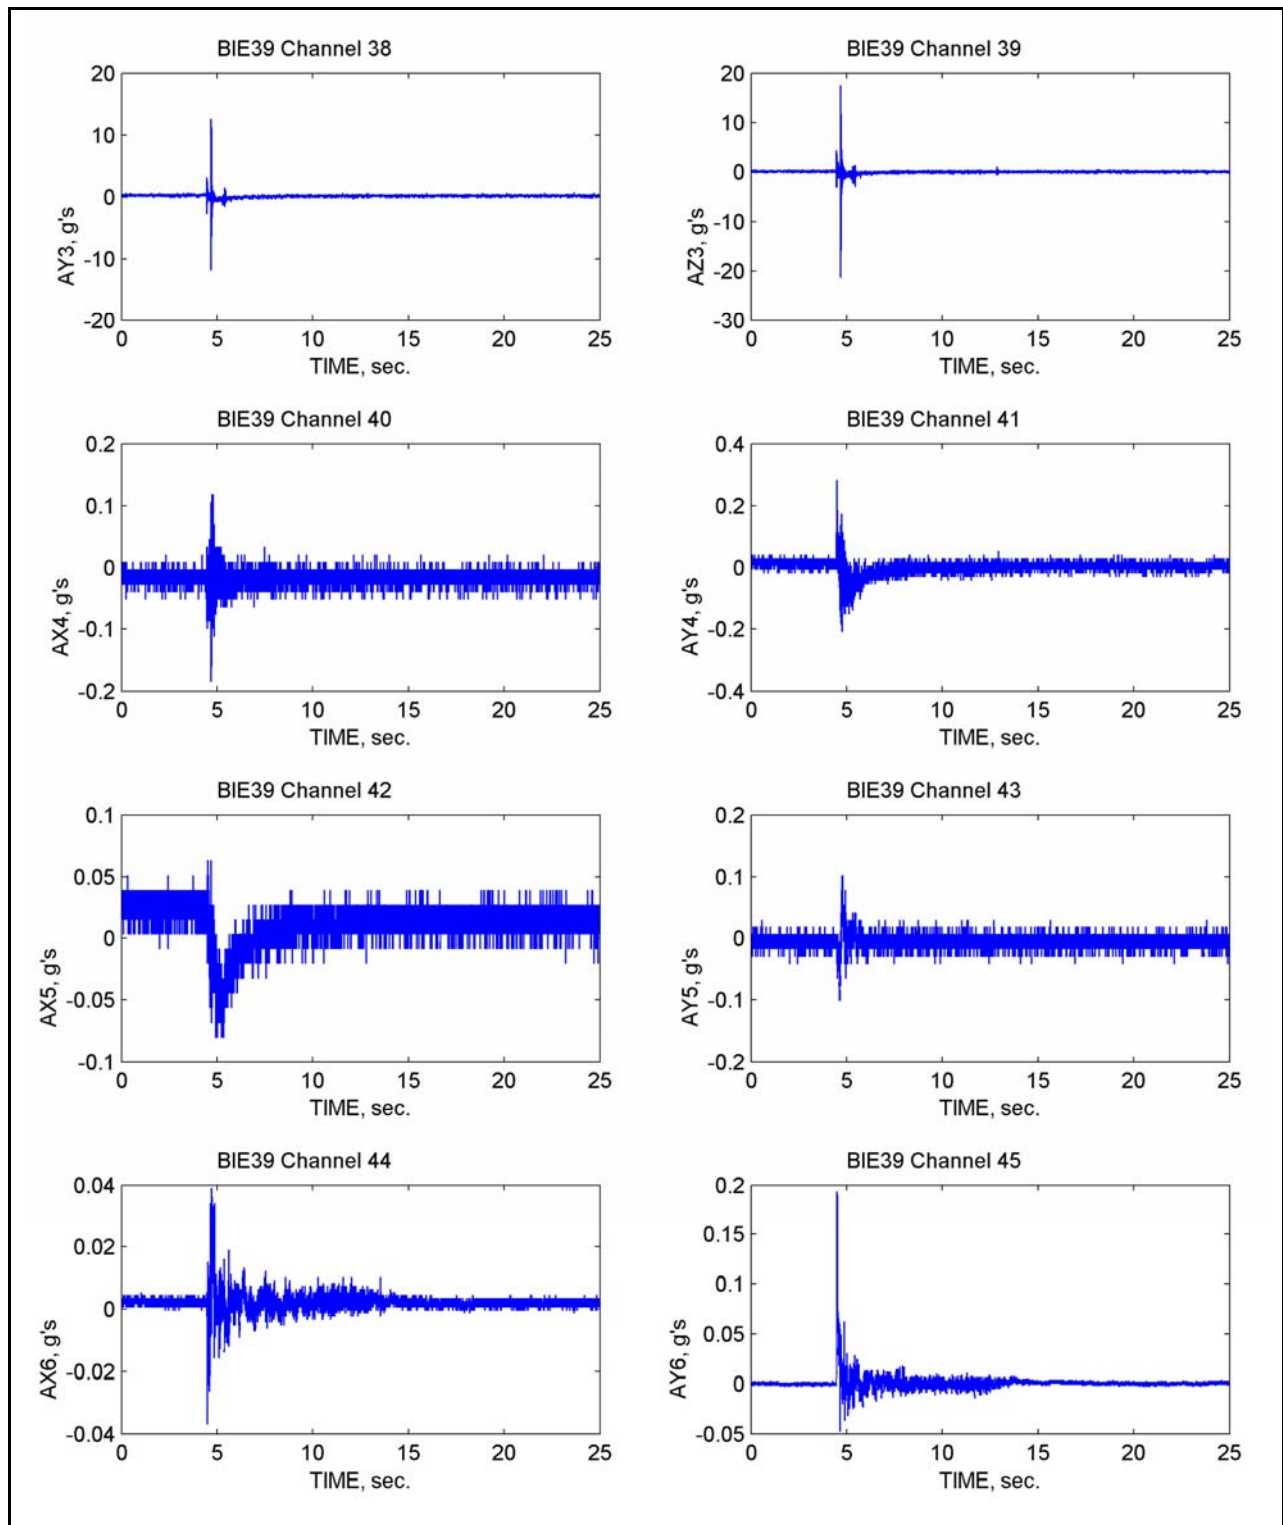 BIE39 Channel 38
20
10
0
-10
-20
AY3, g's
0 5 10 15 20 25
TIME, sec.
BIE39 Channel 39
20
10
0
-10
-20
-30
AZ3, g's
0 5 10 15 20 25
TIME, sec.
BIE39 Channel 40
0.2
0.1
0
-0.1
-0.2
AX4, g's
0 5 10 15 20 25
TIME, sec.
BIE39 Channel 41
0.4
0.2
0
-0.2
-0.4
AY4, g's
0 5 10 15 20 25
TIME, sec.
BIE39 Channel 42
0.1
0.05
0
-0.05
-0.1
AX5, g's
0 5 10 15 20 25
TIME, sec.
BIE39 Channel 43
0.2
0.1
0
-0.1
-0.2
AY5, g's
0 5 10 15 20 25
TIME, sec.
BIE39 Channel 44
0.04
0.02
0
-0.02
-0.04
AX6, g's
0 5 10 15 20 25
TIME, sec.
BIE39 Channel 45
0.2
0.15
0.1
0.05
0
-0.05
AY6, g's
0 5 10 15 20 25
TIME, sec.